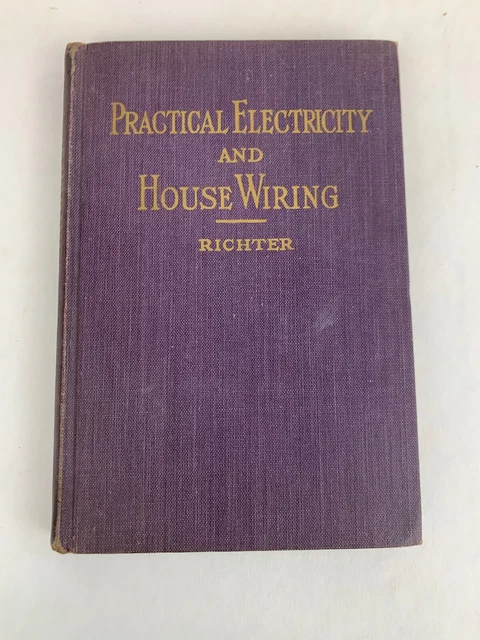 PRACTICAL ELECTRICITY
AND
HOUSE WIRING
RICHTER